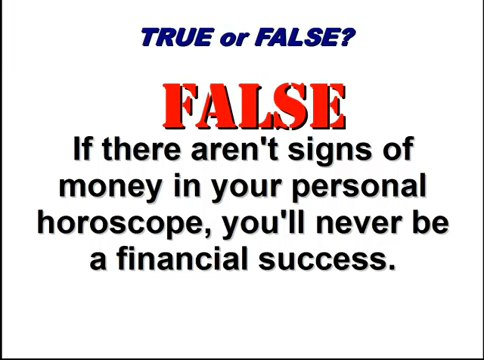 TRUE or FALSE?
FALSE
If there aren't signs of
money in your personal
horoscope, you'll never be
a financial success.